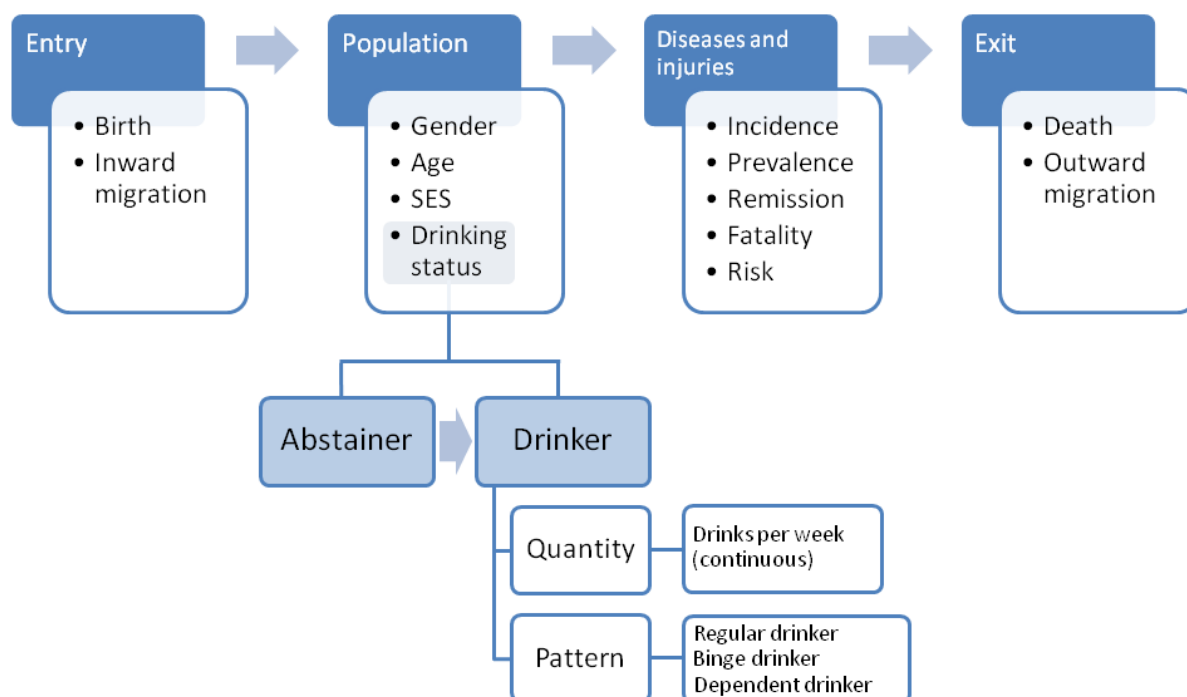 Entry
• Birth
• Inward
migration
Population
• Gender
• Age
• SES
• Drinking
status
Diseases and
injuries
• Incidence
• Prevalence
• Remission
• Fatality
• Risk
Exit
• Death
• Outward
migration
Abstainer
Drinker
Quantity
Drinks per week
(continuous)
Pattern
Regular drinker
Binge drinker
Dependent drinker